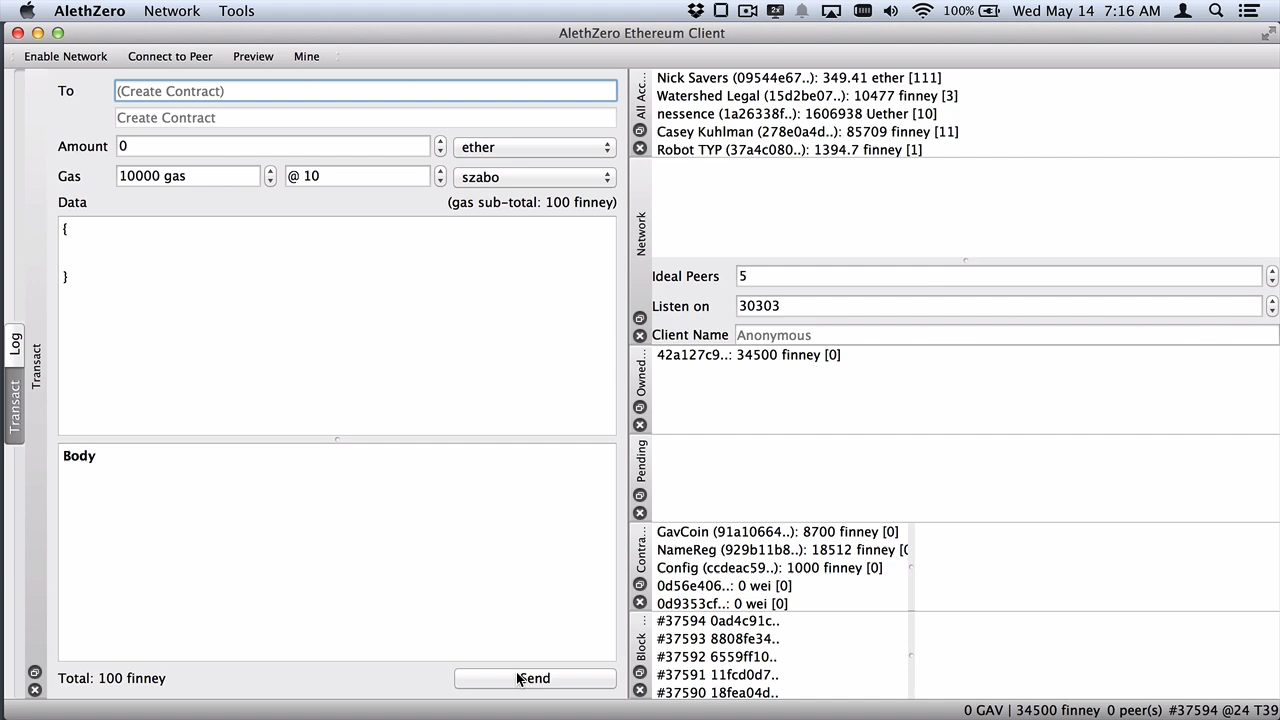 AlethZero Network Tools 100% Wed May 14 7:16 AM
AlethZero Ethereum Client
Enable Network Connect to Peer Preview Mine
To (Create Contract)
Create Contract
Amount 0 ether
Gas 10000 gas @ 10 szabo
Data (gas sub-total: 100 finney)
{
}
Body
Total: 100 finney
Log
Transact
Transact
All Acc...
Nick Savers (09544e67..): 349.41 ether [111]
Watershed Legal (15d2be07..): 10477 finney [3]
nessence (1a26338f..): 1606938 Uether [10]
Casey Kuhlman (278e0a4d..): 85709 finney [11]
Robot TYP (37a4c080..): 1394.7 finney [1]
Network
Ideal Peers 5
Listen on 30303
Client Name Anonymous
Owned...
42a127c9..: 34500 finney [0]
Pending
Contra...
GavCoin (91a10664..): 8700 finney [0]
NameReg (929b11b8..): 18512 finney [0
Config (ccdeac59..): 1000 finney [0]
0d56e406..: 0 wei [0]
0d9353cf..: 0 wei [0]
Block ...
#37594 0ad4c91c..
#37593 8808fe34..
#37592 6559ff10..
#37591 11fcd0d7..
#37590 18fea04d..
0 GAV | 34500 finney 0 peer(s) #37594 @24 T39